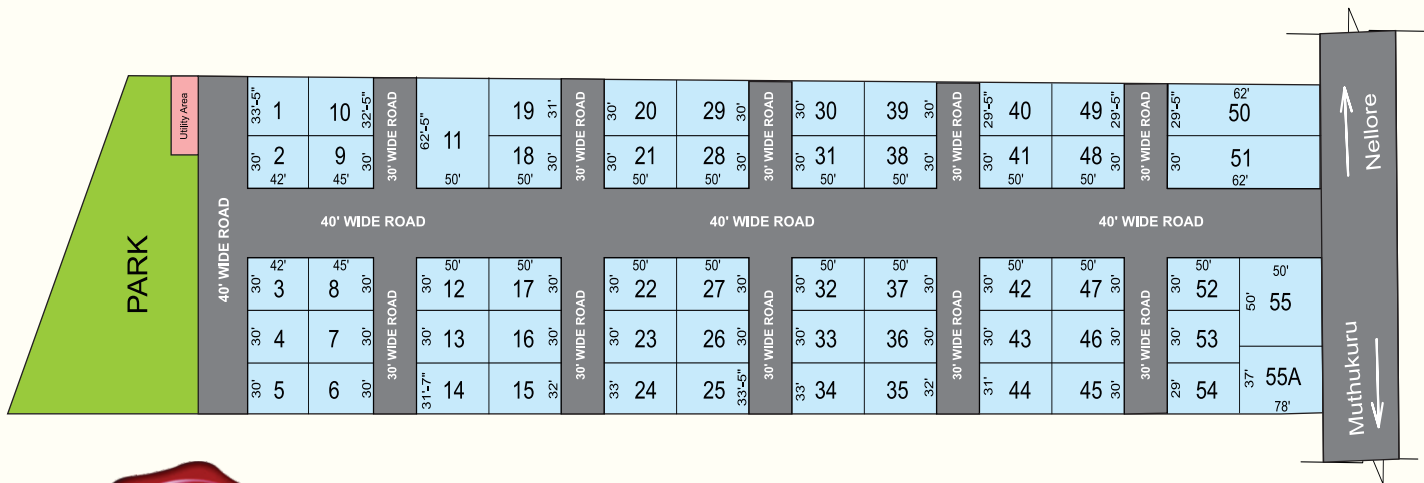 Utility Area
PARK
40' WIDE ROAD
33'-5" 1 10 32'-5"
30' 2 9 30'
42' 45'
30' WIDE ROAD
62'-5" 11 19 31'
18 30'
50' 50'
30' WIDE ROAD
30' 20 29 30'
30' 21 28 30'
50' 50'
30' WIDE ROAD
30' 30 39 30'
30' 31 38 30'
50' 50'
30' WIDE ROAD
29'-5" 40 49 29'-5"
30' 41 48 30'
50' 50'
30' WIDE ROAD
62'
29'-5" 50
30' 51
62'
Nellore
40' WIDE ROAD 40' WIDE ROAD 40' WIDE ROAD
42' 45'
30' 3 8 30'
30' 4 7 30'
30' 5 6 30'
30' WIDE ROAD
50' 50'
30' 12 17 30'
30' 13 16 30'
31'-7" 14 15 32'
30' WIDE ROAD
50' 50'
30' 22 27 30'
30' 23 26 30'
33' 24 25 33'-5"
30' WIDE ROAD
50' 50'
30' 32 37 30'
30' 33 36 30'
33' 34 35 32'
30' WIDE ROAD
50' 50'
30' 42 47 30'
30' 43 46 30'
31' 44 45 30'
30' WIDE ROAD
50' 50'
30' 52
50' 55
30' 53
29' 54
37' 55A
78'
Muthukuru